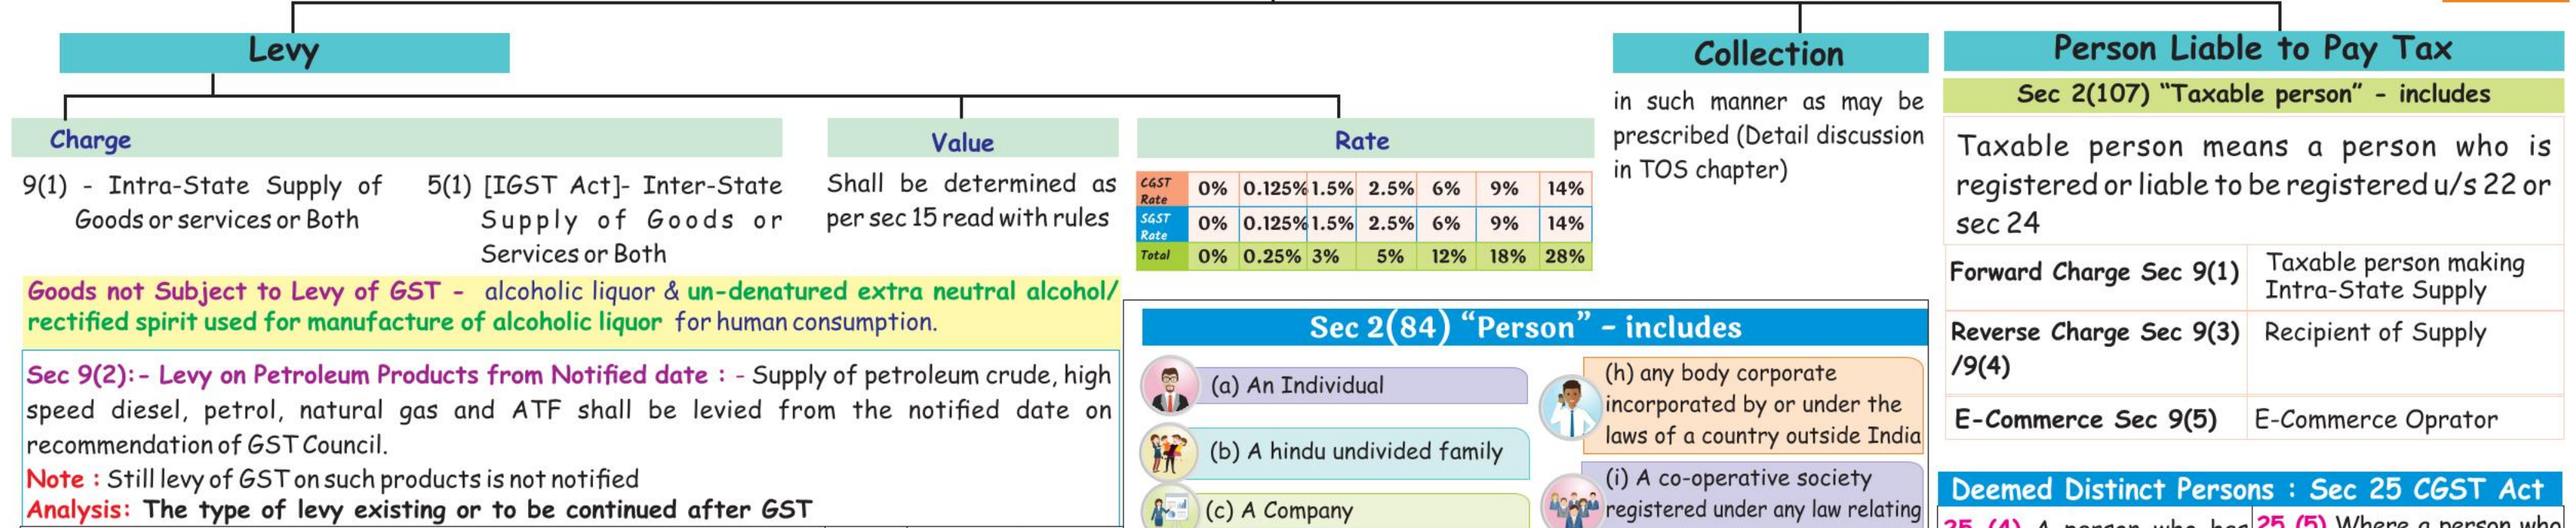 Levy
Charge
9(1) - Intra-State Supply of
Goods or services or Both
5(1) [IGST Act]- Inter-State
Supply of Goods or
Services or Both
Value
Shall be determined as
per sec 15 read with rules
Rate
CGST Rate 0% 0.125% 1.5% 2.5% 6% 9% 14%
SGST Rate 0% 0.125% 1.5% 2.5% 6% 9% 14%
Total 0% 0.25% 3% 5% 12% 18% 28%
Goods not Subject to Levy of GST - alcoholic liquor & un-denatured extra neutral alcohol/
rectified spirit used for manufacture of alcoholic liquor for human consumption.
Sec 9(2):- Levy on Petroleum Products from Notified date : - Supply of petroleum crude, high
speed diesel, petrol, natural gas and ATF shall be levied from the notified date on
recommendation of GST Council.
Note : Still levy of GST on such products is not notified
Analysis: The type of levy existing or to be continued after GST
Sec 2(84) "Person" - includes
(a) An Individual
(b) A hindu undivided family
(c) A Company
(h) any body corporate
incorporated by or under the
laws of a country outside India
(i) A co-operative society
registered under any law relating
Collection
in such manner as may be
prescribed (Detail discussion
in TOS chapter)
Person Liable to Pay Tax
Sec 2(107) "Taxable person" - includes
Taxable person means a person who is
registered or liable to be registered u/s 22 or
sec 24
Forward Charge Sec 9(1)
Taxable person making
Intra-State Supply
Reverse Charge Sec 9(3)
/9(4)
Recipient of Supply
E-Commerce Sec 9(5)
E-Commerce Oprator
Deemed Distinct Persons : Sec 25 CGST Act
25 (4) A person who has
25 (5) Where a person who